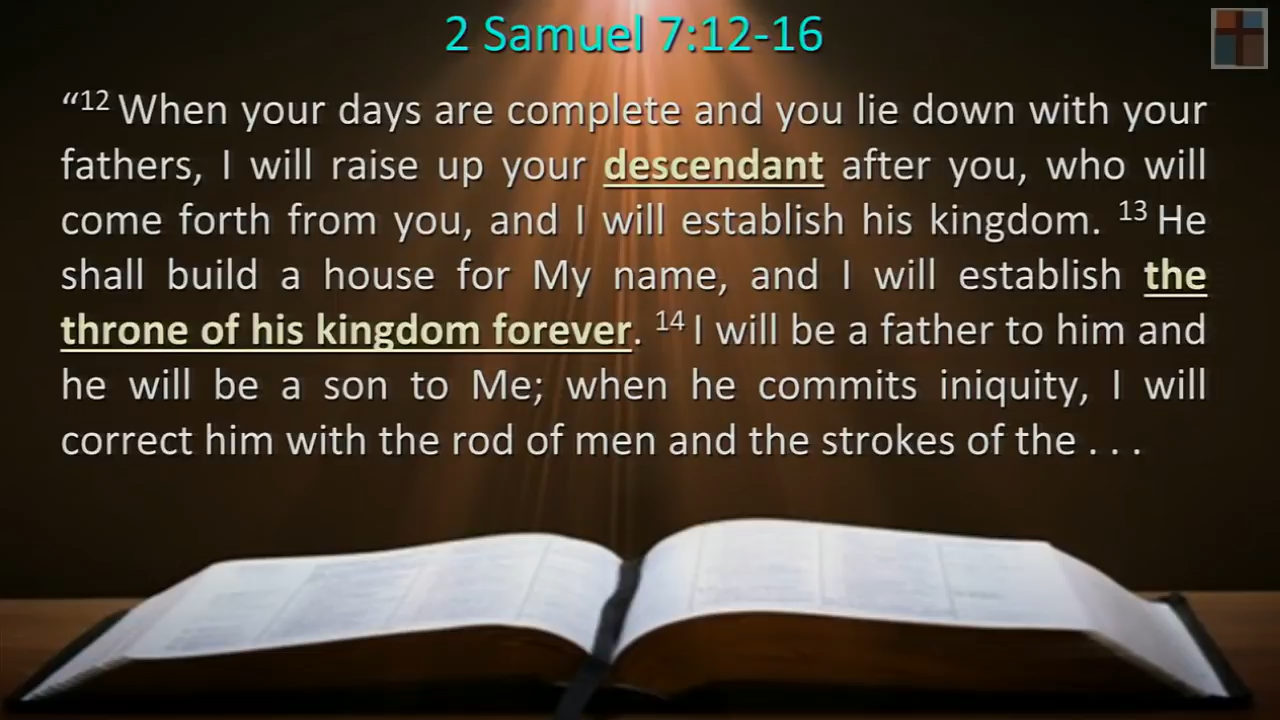 2 Samuel 7:12-16
“12 When your days are complete and you lie down with your
fathers, I will raise up your descendant after you, who will
come forth from you, and I will establish his kingdom. 13 He
shall build a house for My name, and I will establish the
throne of his kingdom forever. 14 I will be a father to him and
he will be a son to Me; when he commits iniquity, I will
correct him with the rod of men and the strokes of the . . .